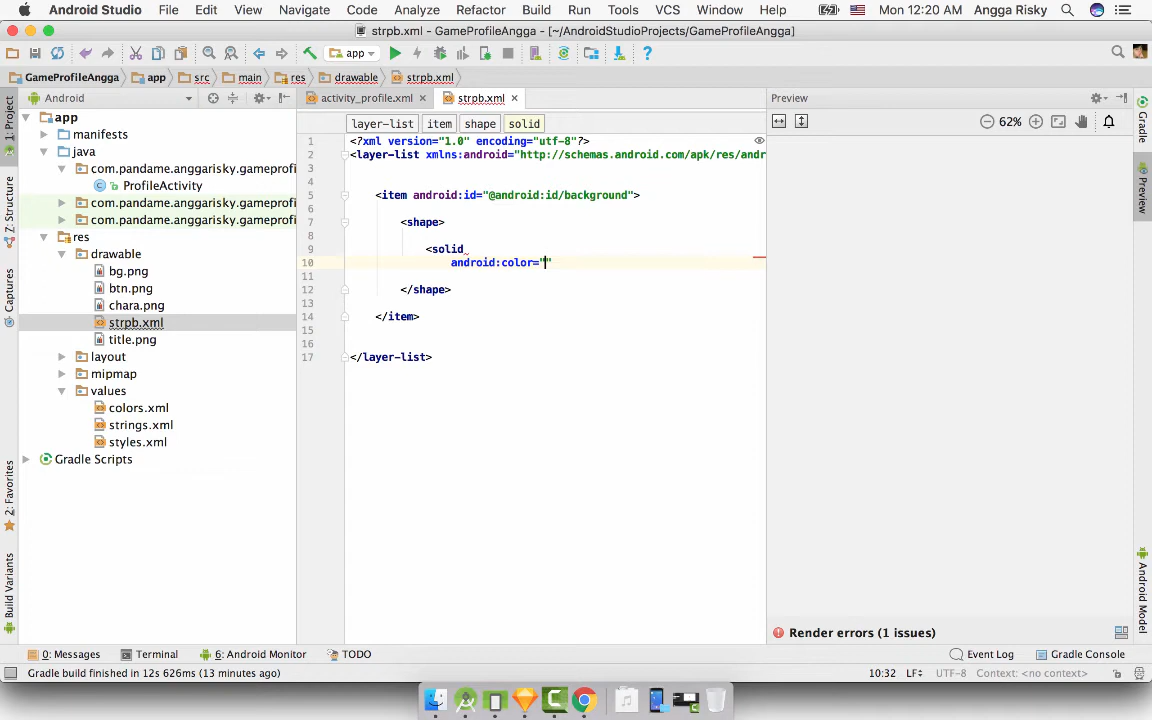 Android Studio File Edit View Navigate Code Analyze Refactor Build Run Tools VCS Window Help Mon 12:20 AM Angga Risky
strpb.xml - GameProfileAngga - [~/AndroidStudioProjects/GameProfileAngga]
app
GameProfileAngga app src main res drawable strpb.xml
Android activity_profile.xml strpb.xml Preview
layer-list item shape solid 62%
1: Project
Z: Structure
Captures
2: Favorites
Build Variants
app
manifests
java
com.pandame.anggarisky.gameprofi
ProfileActivity
com.pandame.anggarisky.gameprofi
com.pandame.anggarisky.gameprofi
res
drawable
bg.png
btn.png
chara.png
strpb.xml
title.png
layout
mipmap
values
colors.xml
strings.xml
styles.xml
Gradle Scripts
1 <?xml version="1.0" encoding="utf-8"?>
2 <layer-list xmlns:android="http://schemas.android.com/apk/res/andr
3
4
5 <item android:id="@android:id/background">
6
7 <shape>
8
9 <solid
10 android:color=""
11
12 </shape>
13
14 </item>
15
16
17 </layer-list>
Gradle
Preview
Android Model
Render errors (1 issues)
0: Messages Terminal 6: Android Monitor TODO Event Log Gradle Console
Gradle build finished in 12s 626ms (13 minutes ago) 10:32 LF UTF-8 Context: <no context>